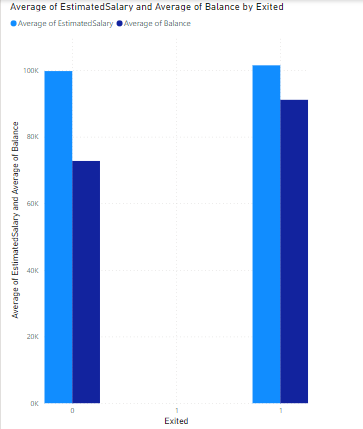 Average of EstimatedSalary and Average of Balance by Exited
Average of EstimatedSalary Average of Balance
Average of EstimatedSalary and Average of Balance
100K
80K
60K
40K
20K
0K
0 1 1
Exited